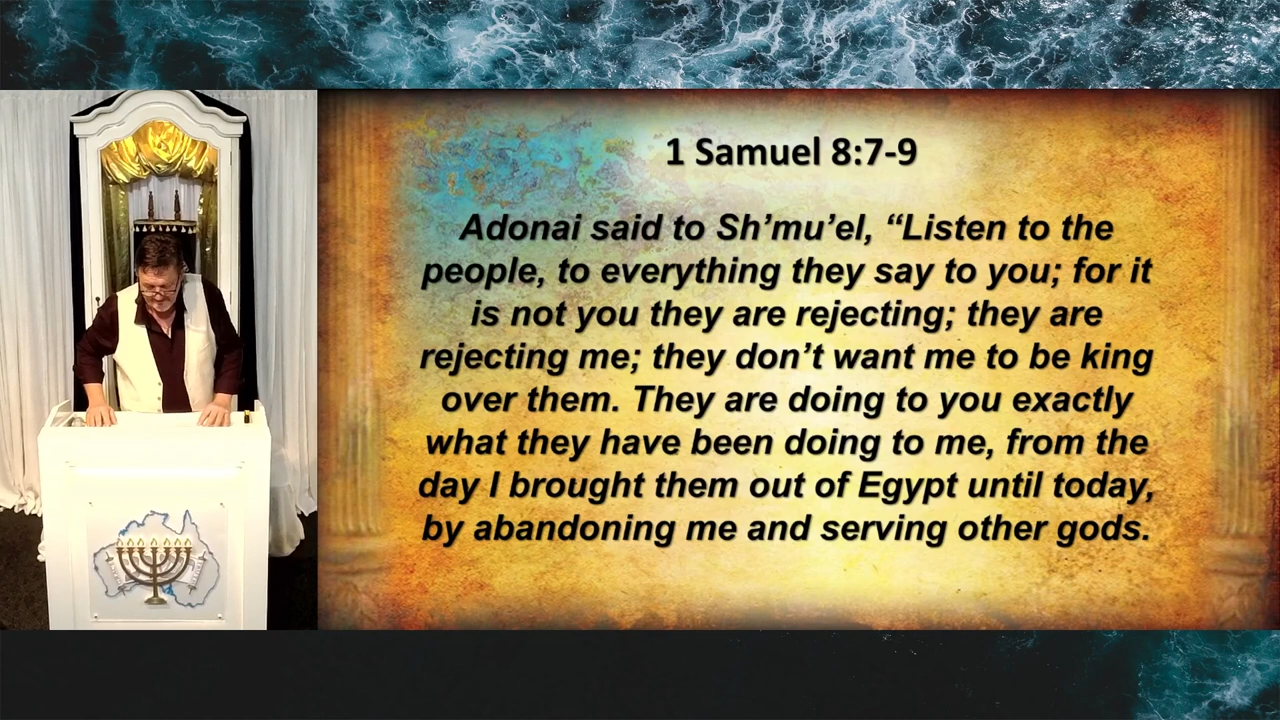 1 Samuel 8:7-9
Adonai said to Sh’mu’el, “Listen to the
people, to everything they say to you; for it
is not you they are rejecting; they are
rejecting me; they don’t want me to be king
over them. They are doing to you exactly
what they have been doing to me, from the
day I brought them out of Egypt until today,
by abandoning me and serving other gods.